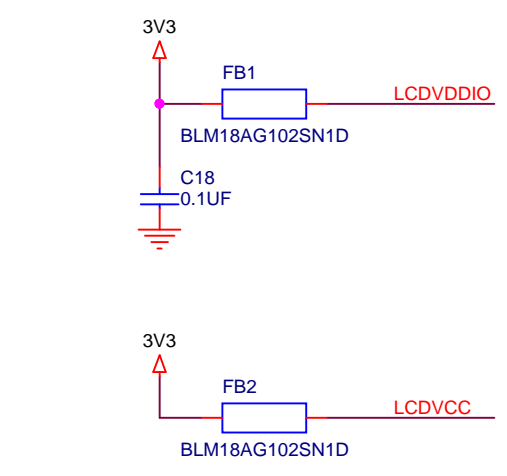 3V3
FB1
LCDVDDIO
BLM18AG102SN1D
C18
0.1UF
3V3
FB2
LCDVCC
BLM18AG102SN1D